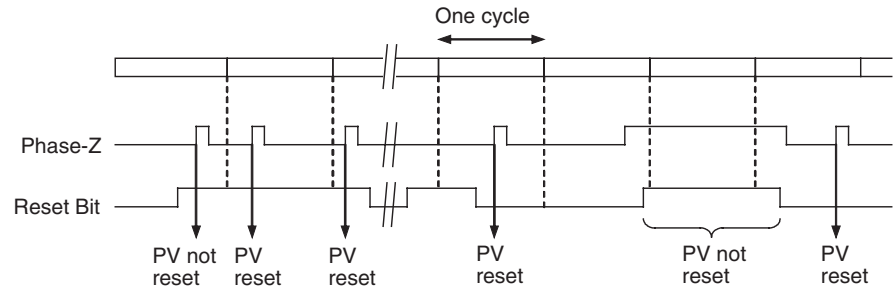 One cycle
Phase-Z
Reset Bit
PV not
reset
PV
reset
PV
reset
PV
reset
PV not
reset
PV
reset